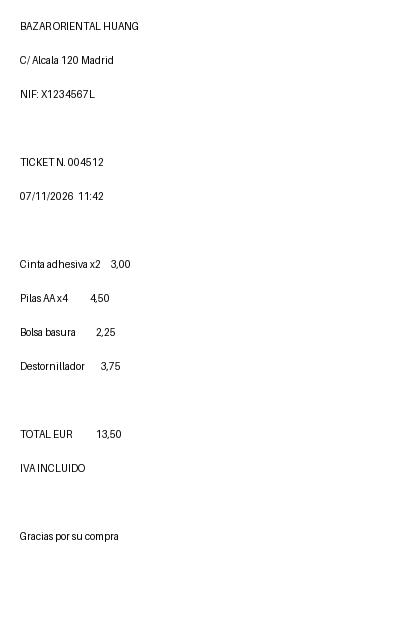 BAZAR ORIENTAL HUANG
C/ Alcala 120 Madrid
NIF: X1234567L
TICKET N. 004512
07/11/2026 11:42
Cinta adhesiva x2 3,00
Pilas AA x4 4,50
Bolsa basura 2,25
Destornillador 3,75
TOTAL EUR 13,50
IVA INCLUIDO
Gracias por su compra